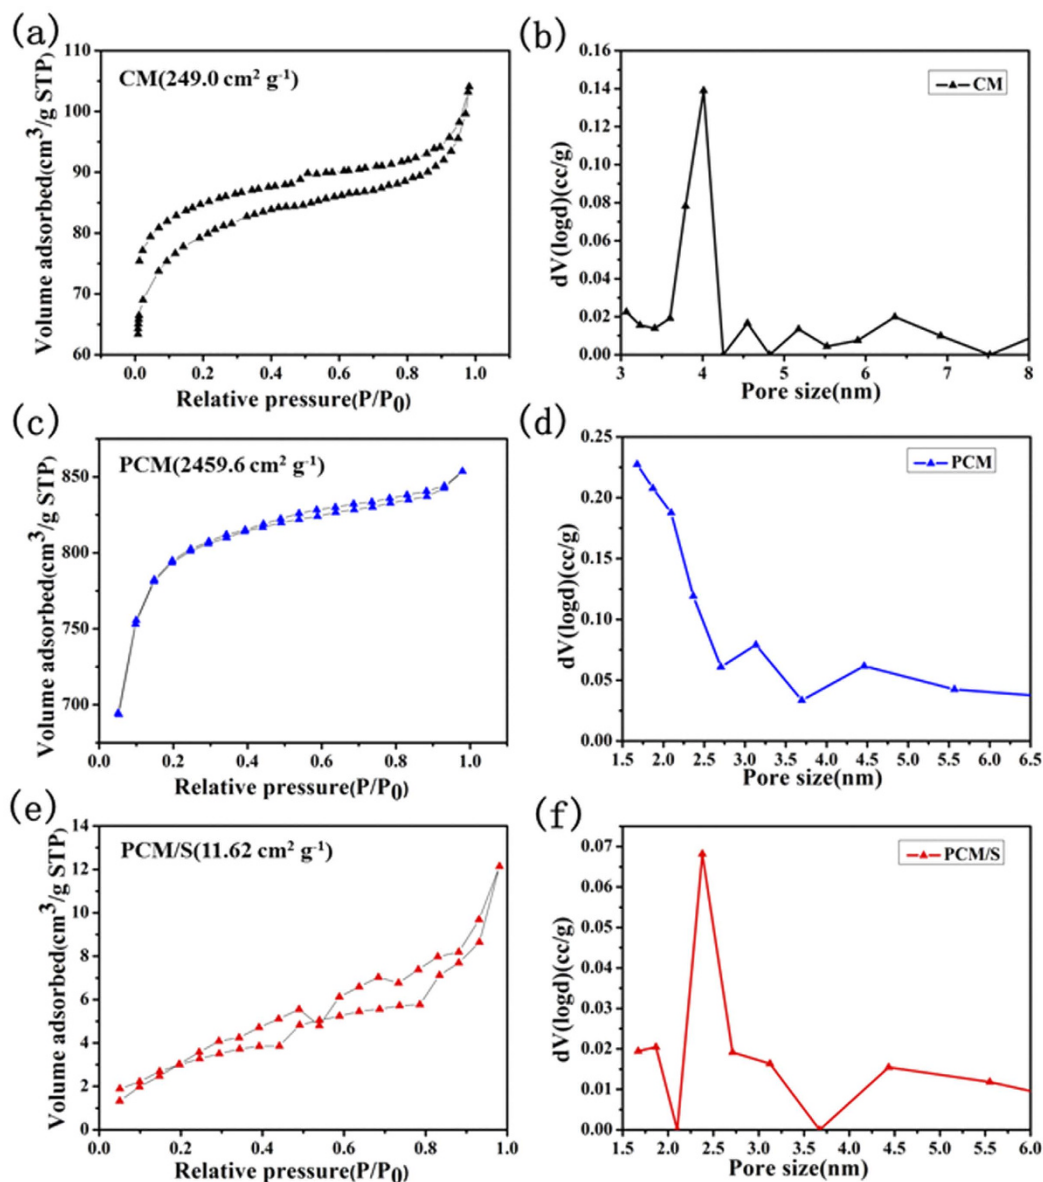 (a)
CM(249.0 cm² g⁻¹)
110
100
90
80
70
60
Volume adsorbed(cm³/g STP)
0.0 0.2 0.4 0.6 0.8 1.0
Relative pressure(P/P₀)
(b)
CM
0.16
0.14
0.12
0.10
0.08
0.06
0.04
0.02
0.00
dV(logd)(cc/g)
3 4 5 6 7 8
Pore size(nm)
(c)
PCM(2459.6 cm² g⁻¹)
850
800
750
700
Volume adsorbed(cm³/g STP)
0.0 0.2 0.4 0.6 0.8 1.0
Relative pressure(P/P₀)
(d)
PCM
0.25
0.20
0.15
0.10
0.05
0.00
dV(logd)(cc/g)
1.5 2.0 2.5 3.0 3.5 4.0 4.5 5.0 5.5 6.0 6.5
Pore size(nm)
(e)
PCM/S(11.62 cm² g⁻¹)
14
12
10
8
6
4
2
0
Volume adsorbed(cm³/g STP)
0.0 0.2 0.4 0.6 0.8 1.0
Relative pressure(P/P₀)
(f)
PCM/S
0.07
0.06
0.05
0.04
0.03
0.02
0.01
0.00
dV(logd)(cc/g)
1.5 2.0 2.5 3.0 3.5 4.0 4.5 5.0 5.5 6.0
Pore size(nm)